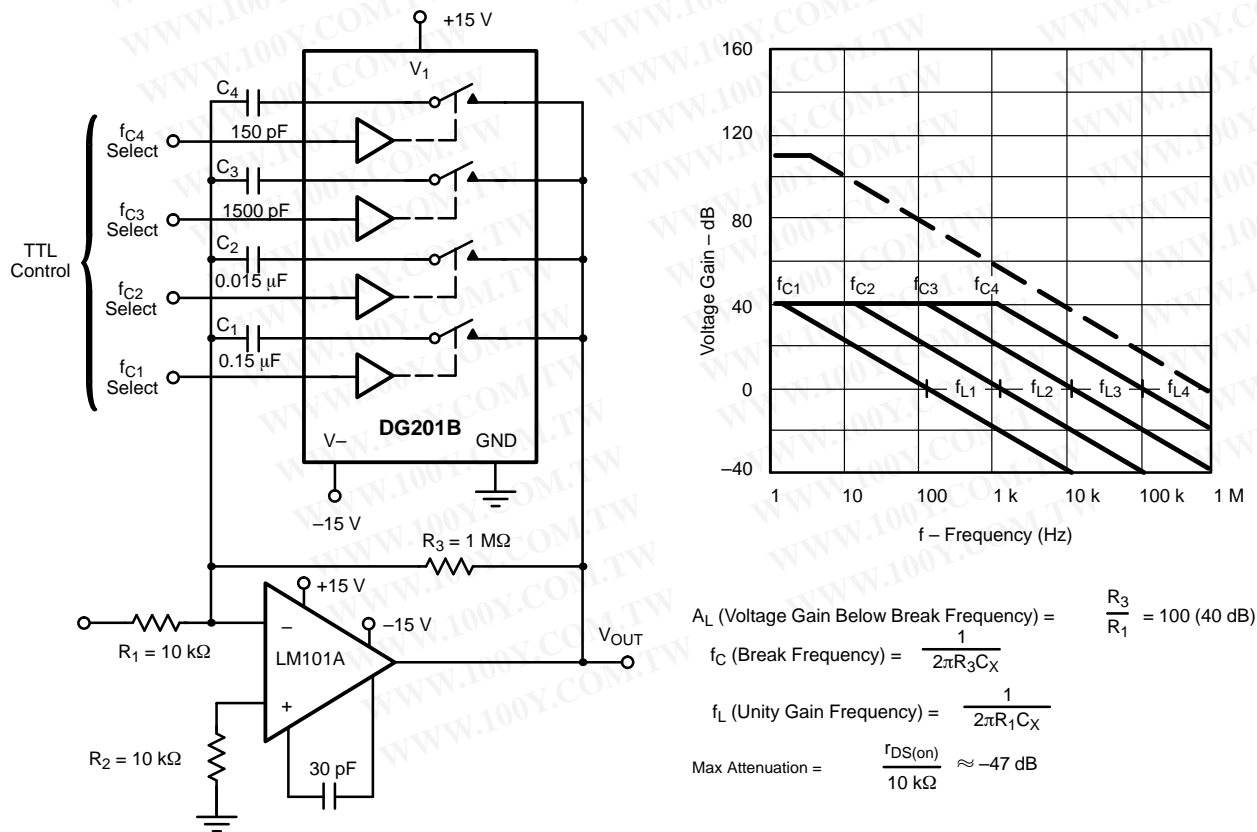 +15 V
V1
C4
150 pF
fC4
Select
C3
1500 pF
fC3
Select
TTL
Control
C2
0.015 μF
fC2
Select
C1
0.15 μF
fC1
Select
DG201B
V–
GND
–15 V
R3 = 1 MΩ
+15 V
–15 V
R1 = 10 kΩ
–
LM101A
+
VOUT
R2 = 10 kΩ
30 pF
160
120
80
40
0
–40
Voltage Gain – dB
fC1
fC2
fC3
fC4
fL1
fL2
fL3
fL4
1
10
100
1 k
10 k
100 k
1 M
f – Frequency (Hz)
AL (Voltage Gain Below Break Frequency) = R3 / R1 = 100 (40 dB)
fC (Break Frequency) = 1 / 2πR3CX
fL (Unity Gain Frequency) = 1 / 2πR1CX
Max Attenuation = rDS(on) / 10 kΩ ≈ –47 dB
WWW.100Y.COM.TW